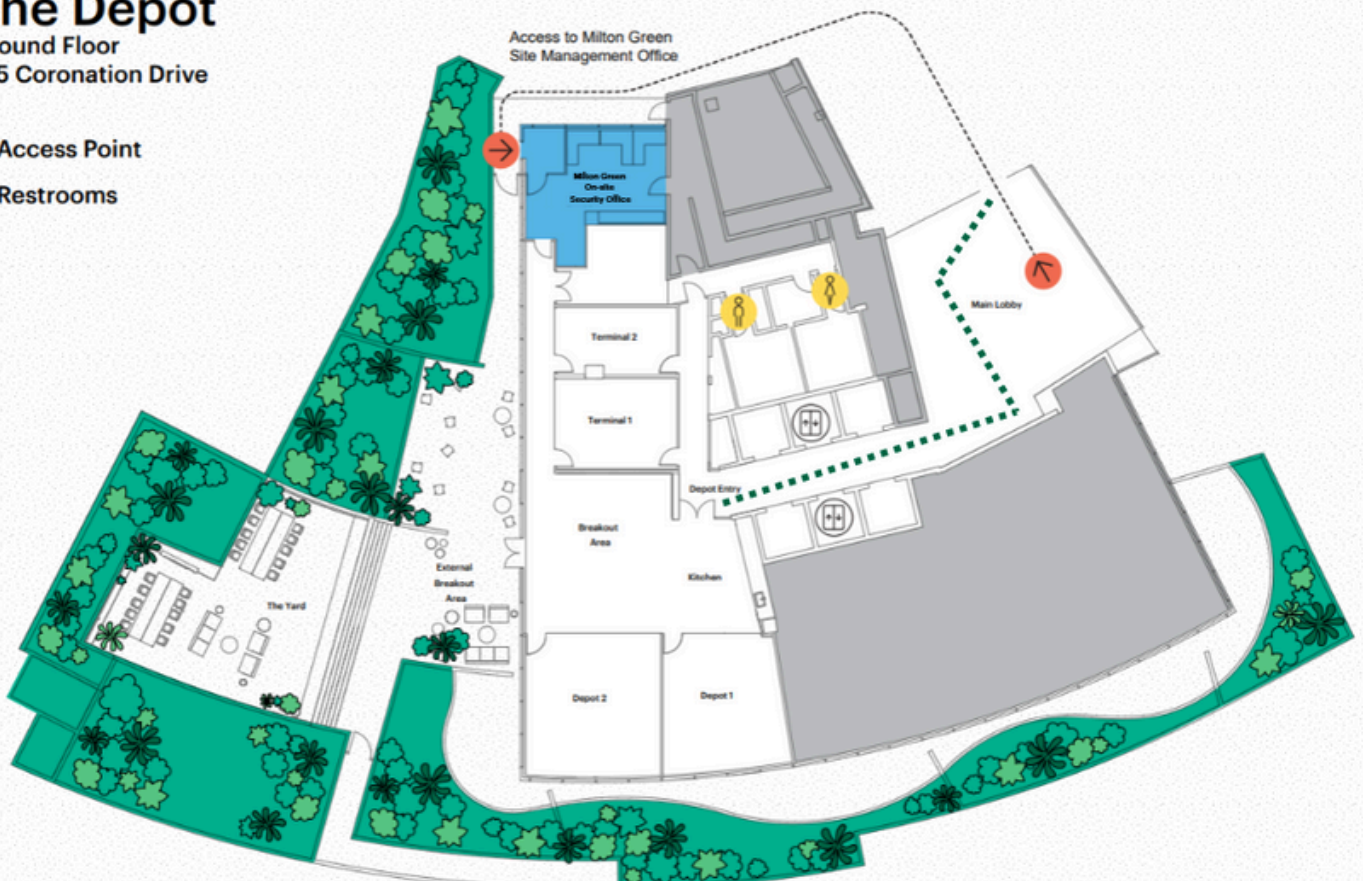 he Depot
ound Floor
5 Coronation Drive
Access Point
Restrooms
Access to Milton Green
Site Management Office
Milton Green
On-site
Security Office
Main Lobby
Terminal 2
Terminal 1
Depot Entry
Breakout
Area
Kitchen
External
Breakout
Area
The Yard
Depot 2
Depot 1